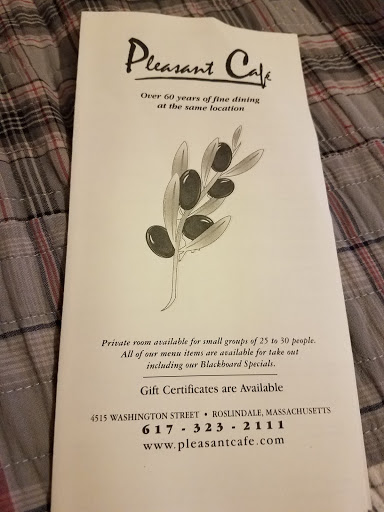 Pleasant Café
Over 60 years of fine dining
at the same location
Private room available for small groups of 25 to 30 people.
All of our menu items are available for take out
including our Blackboard Specials.
Gift Certificates are Available
4515 WASHINGTON STREET • ROSLINDALE, MASSACHUSETTS
617 - 323 - 2111
www.pleasantcafe.com